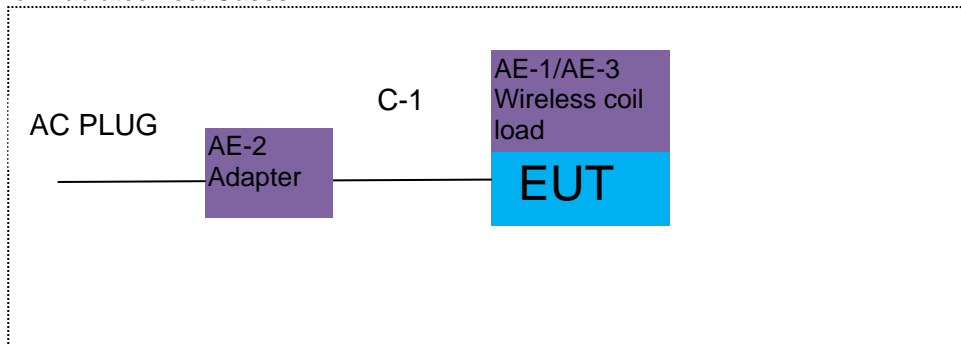 AE-1/AE-3
Wireless coil
load
C-1
AC PLUG
AE-2
Adapter
EUT